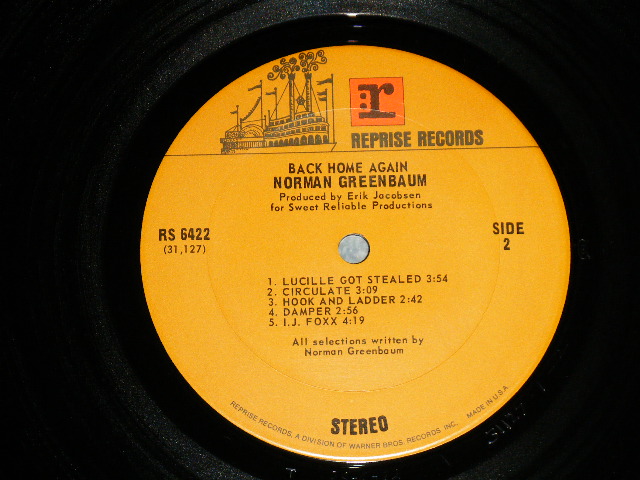 r
REPRISE RECORDS
BACK HOME AGAIN
NORMAN GREENBAUM
Produced by Erik Jacobsen
for Sweet Reliable Productions
RS 6422
(31,127)
SIDE
2
1. LUCILLE GOT STEALED 3:54
2. CIRCULATE 3:09
3. HOOK AND LADDER 2:42
4. DAMPER 2:56
5. I.J. FOXX 4:19
All selections written by
Norman Greenbaum
STEREO
REPRISE RECORDS, A DIVISION OF WARNER BROS. RECORDS, INC. MADE IN U.S.A.